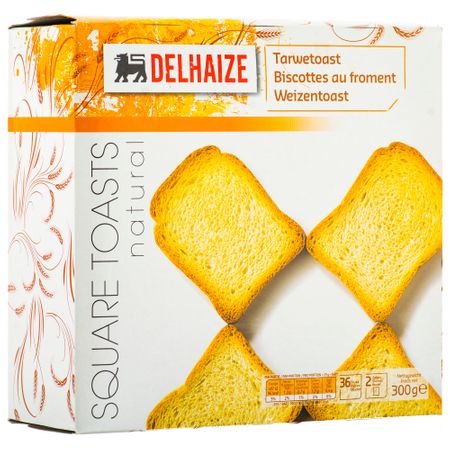 DELHAIZE
Tarwetoast
Biscottes au froment
Weizentoast
SQUARE TOASTS
natural
36
2
300g e